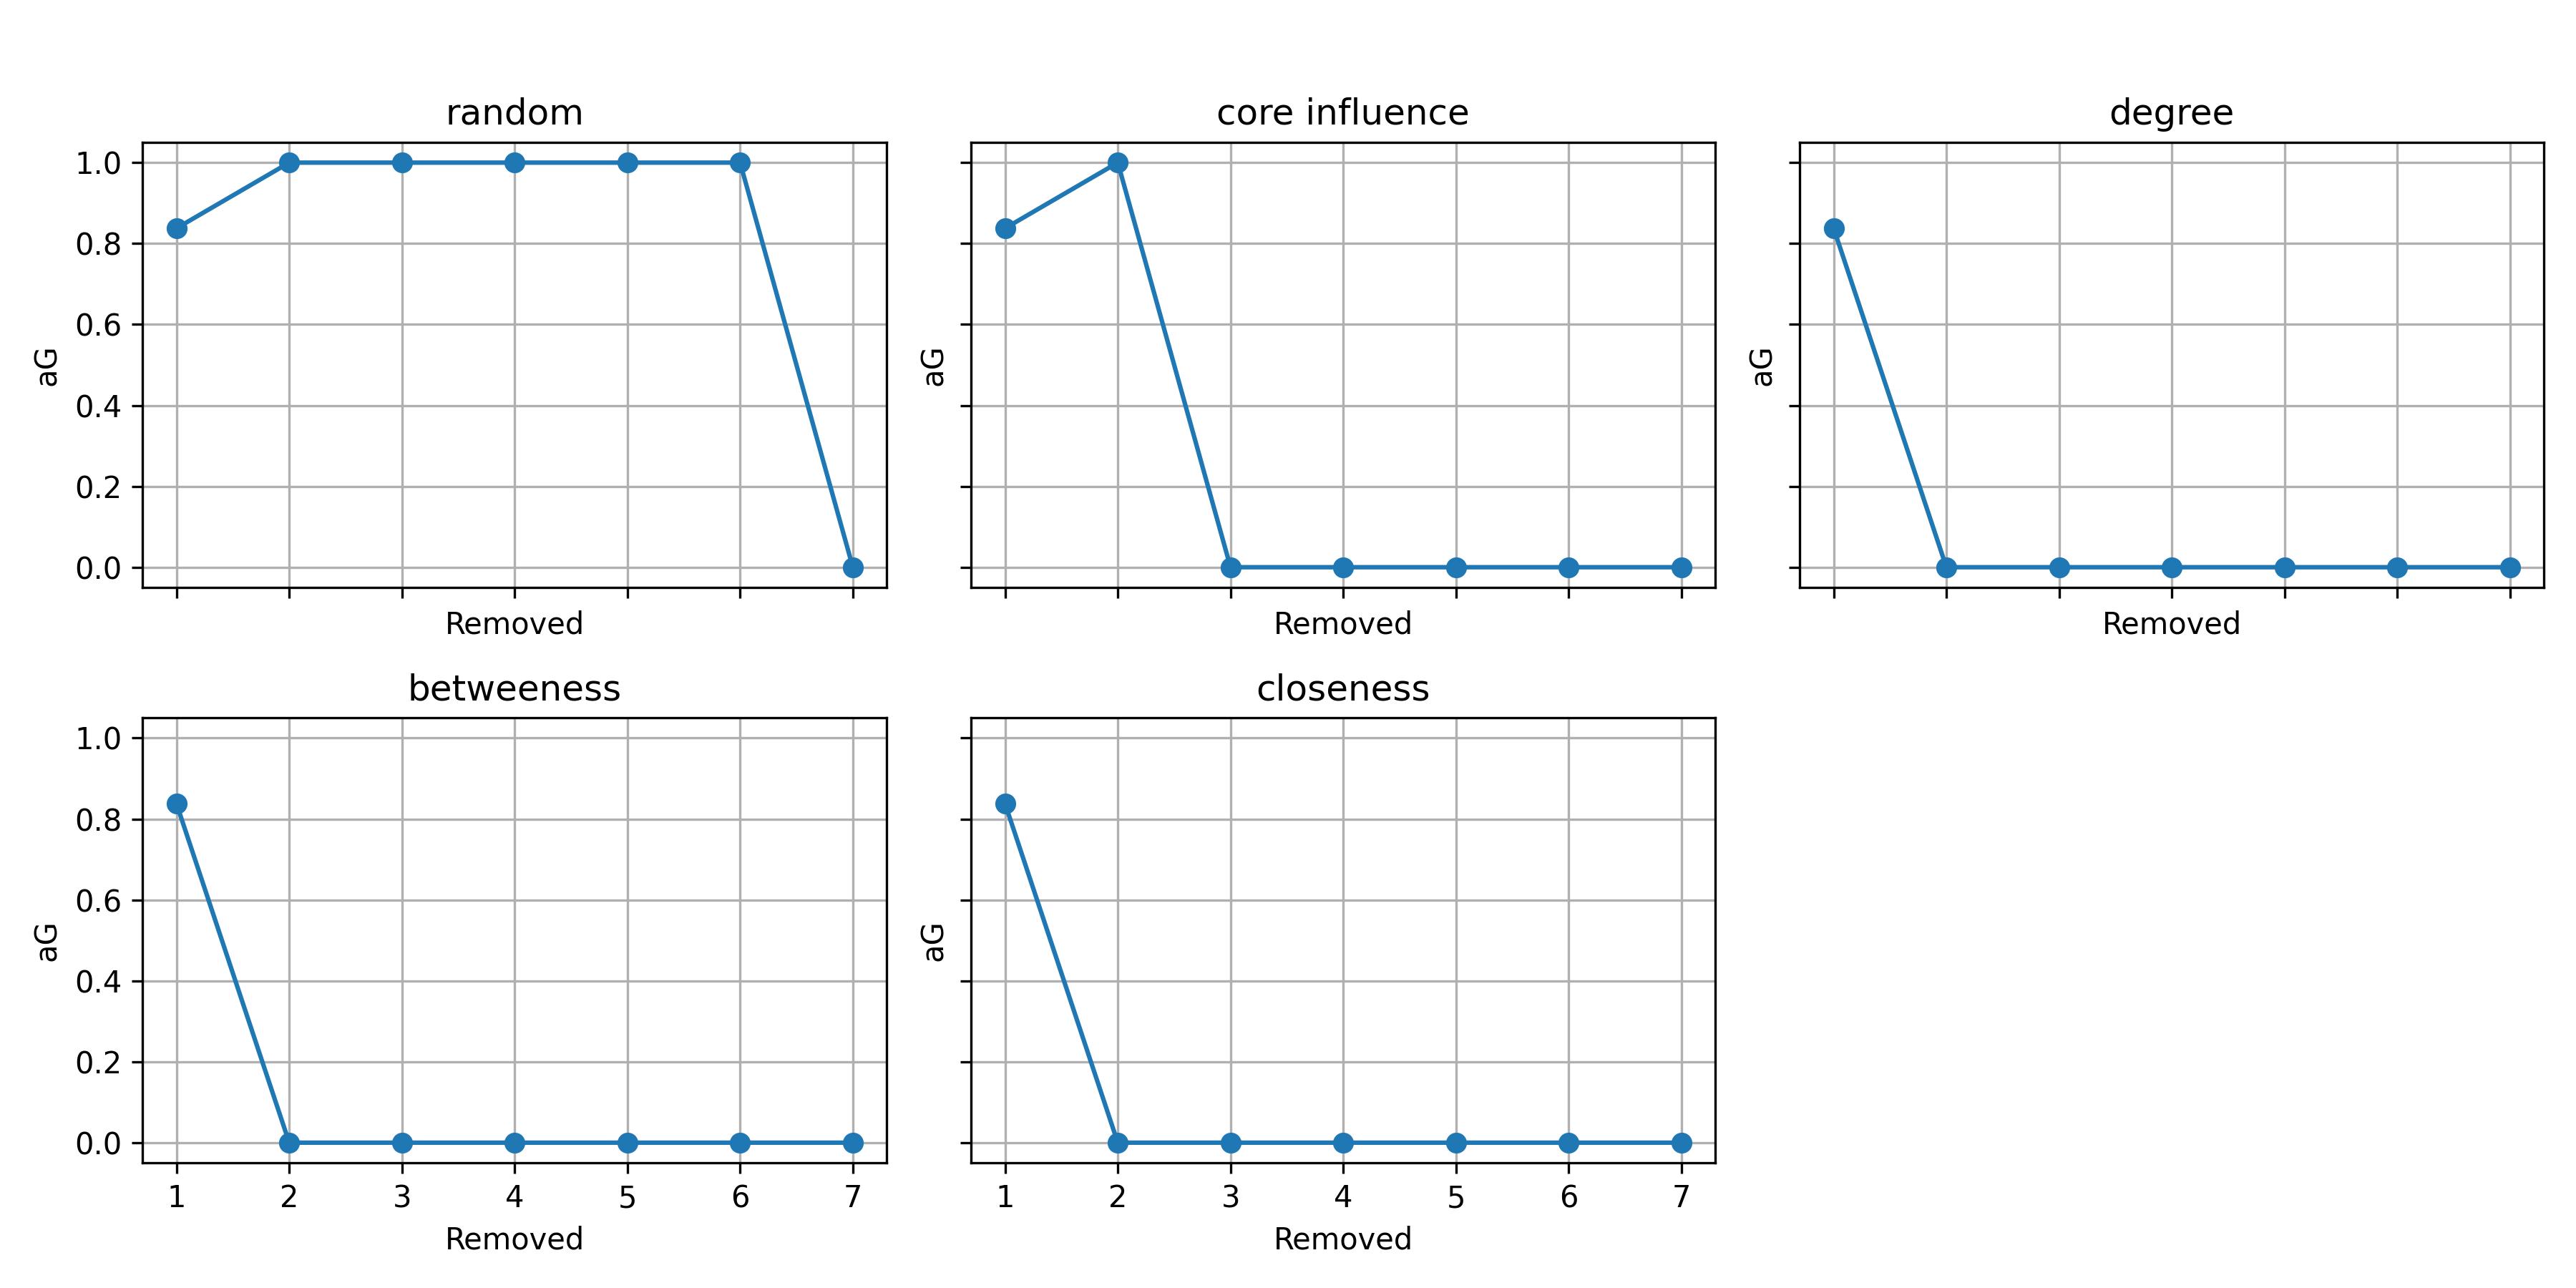 random
core influence
degree
1.0
0.8
0.6
0.4
0.2
0.0
aG
aG
aG
Removed
Removed
Removed
betweeness
closeness
1.0
0.8
0.6
0.4
0.2
0.0
aG
aG
1 2 3 4 5 6 7
1 2 3 4 5 6 7
Removed
Removed